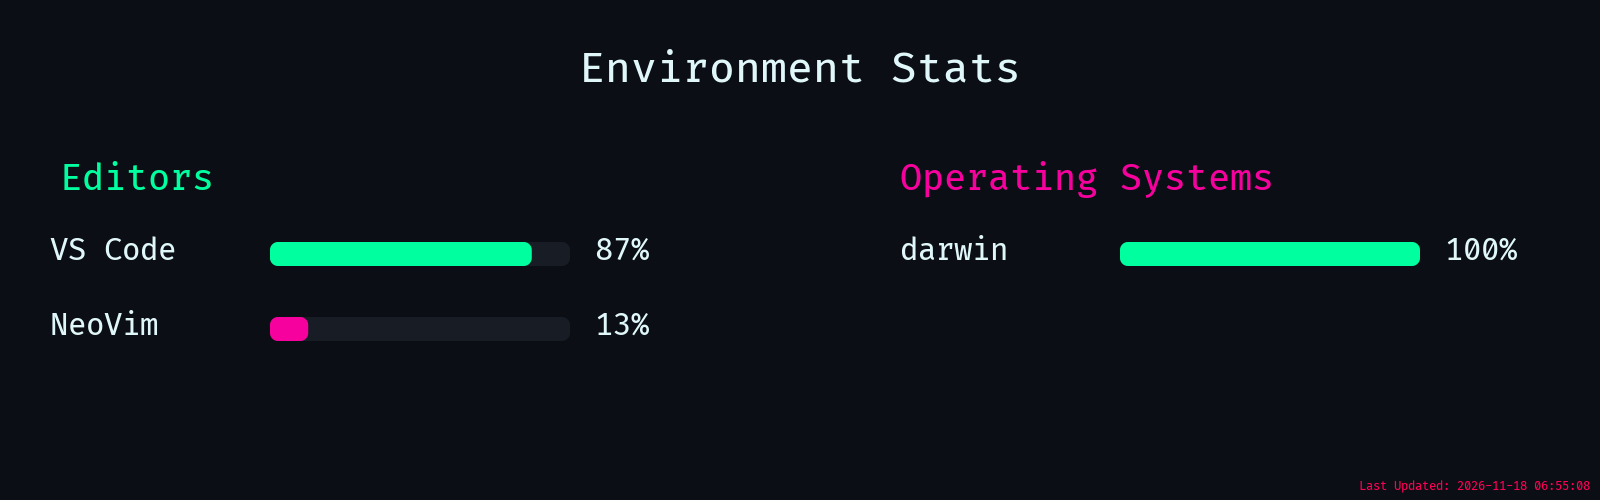 Environment Stats
Editors
VS Code 87%
NeoVim 13%
Operating Systems
darwin 100%
Last Updated: 2026-11-18 06:55:08